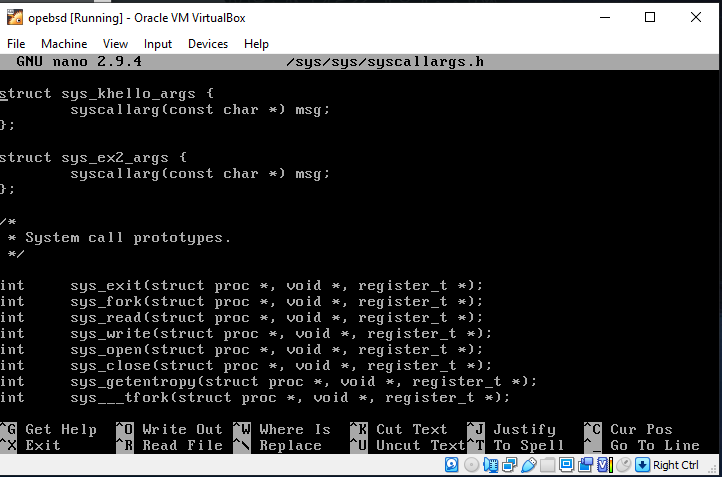 opebsd [Running] - Oracle VM VirtualBox
File Machine View Input Devices Help
GNU nano 2.9.4 /sys/sys/syscallargs.h
struct sys_khello_args {
        syscallarg(const char *) msg;
};
struct sys_ex2_args {
        syscallarg(const char *) msg;
};
/*
 * System call prototypes.
 */
int     sys_exit(struct proc *, void *, register_t *);
int     sys_fork(struct proc *, void *, register_t *);
int     sys_read(struct proc *, void *, register_t *);
int     sys_write(struct proc *, void *, register_t *);
int     sys_open(struct proc *, void *, register_t *);
int     sys_close(struct proc *, void *, register_t *);
int     sys_getentropy(struct proc *, void *, register_t *);
int     sys___tfork(struct proc *, void *, register_t *);
^G Get Help ^O Write Out ^W Where Is ^K Cut Text ^J Justify ^C Cur Pos
^X Exit ^R Read File ^\ Replace ^U Uncut Text ^T To Spell ^_ Go To Line
Right Ctrl